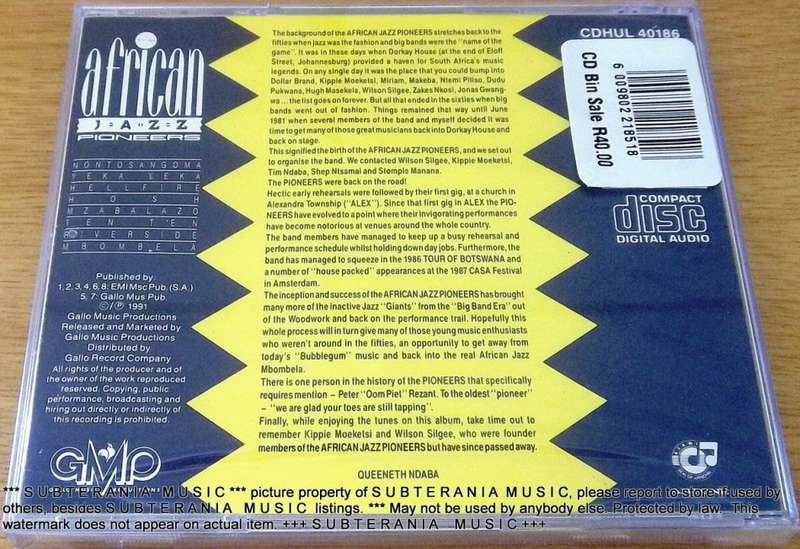 african
JAZZ
PIONEERS
NONTOSANGOMA
YEKA YEKA
HELLFIRE
HOSH
MZABALAZO
TEN TEN
RIVERSIDE
MBOMBELA
Published by:
1, 2, 3, 4, 6, 8: EMI Msc Pub. (S.A.)
5, 7: Gallo Mus Pub.
©/℗ 1991
Gallo Music Productions
Released and Marketed by
Gallo Music Productions
Distributed by
Gallo Record Company
All rights of the producer and of
the owner of the work reproduced
reserved. Copying, public
performance, broadcasting and
hiring out directly or indirectly of
this recording is prohibited.
GMP
The background of the AFRICAN JAZZ PIONEERS stretches back to the
fifties when jazz was the fashion and big bands were the "name of the
game". It was in these days when Dorkay House (at the end of Eloff
Street, Johannesburg) provided a haven for South Africa's music
legends. On any single day it was the place that you could bump into
Dollar Brand, Kippie Moeketsi, Miriam, Makeba, Ntemi Piliso, Dudu
Pukwana, Hugh Masekela, Wilson Silgee, Zakes Nkosi, Jonas Gwang-
wa ... the list goes on forever. But all that ended in the sixties when big
bands went out of fashion. Things remained that way until June
1981 when several members of the band and myself decided it was
time to get many of those great musicians back into Dorkay House and
back on stage.
This signified the birth of the AFRICAN JAZZ PIONEERS, and we set out
to organise the band. We contacted Wilson Silgee, Kippie Moeketsi,
Tim Ndaba, Shep Ntsamai and Stompie Manana.
The PIONEERS were back on the road!
Hectic early rehearsals were followed by their first gig, at a church in
Alexandra Township ("ALEX"). Since that first gig in ALEX the PIO-
NEERS have evolved to a point where their invigorating performances
have become notorious at venues around the whole country.
The band members have managed to keep up a busy rehearsal and
performance schedule whilst holding down day jobs. Furthermore, the
band has managed to squeeze in the 1986 TOUR OF BOTSWANA and
a number of "house packed" appearances at the 1987 CASA Festival
in Amsterdam.
The inception and success of the AFRICAN JAZZ PIONEERS has brought
many more of the inactive Jazz "Giants" from the "Big Band Era" out
of the Woodwork and back on the performance trail. Hopefully this
whole process will in turn give many of those young music enthusiasts
who weren't around in the fifties, an opportunity to get away from
today's "Bubblegum" music and back into the real African Jazz
Mbombela.
There is one person in the history of the PIONEERS that specifically
requires mention – Peter "Oom Piet" Rezant. To the oldest "pioneer"
– "we are glad your toes are still tapping".
Finally, while enjoying the tunes on this album, take time out to
remember Kippie Moeketsi and Wilson Silgee, who were founder
members of the AFRICAN JAZZ PIONEERS but have since passed away.
QUEENETH NDABA
CDHUL 40186
CD Bin Sale R40.00
6 009802 218518
COMPACT
disc
DIGITAL AUDIO
*** SUBTERANIA MUSIC *** picture property of SUBTERANIA MUSIC, please report to store if used by
others, besides SUBTERANIA MUSIC listings. *** May not be used by anybody else. Protected by law. This
watermark does not appear on actual item. +++ SUBTERANIA MUSIC +++